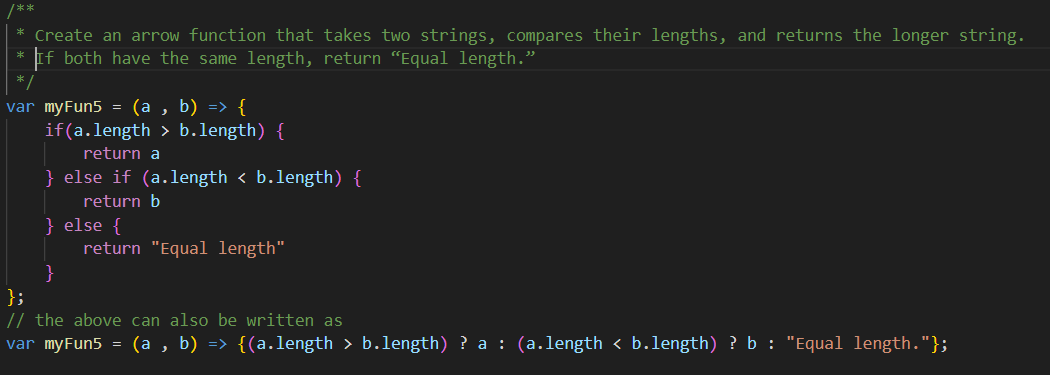 /**
 * Create an arrow function that takes two strings, compares their lengths, and returns the longer string.
 * If both have the same length, return “Equal length.”
 */
var myFun5 = (a , b) => {
    if(a.length > b.length) {
        return a
    } else if (a.length < b.length) {
        return b
    } else {
        return "Equal length"
    }
};
// the above can also be written as
var myFun5 = (a , b) => {(a.length > b.length) ? a : (a.length < b.length) ? b : "Equal length."};